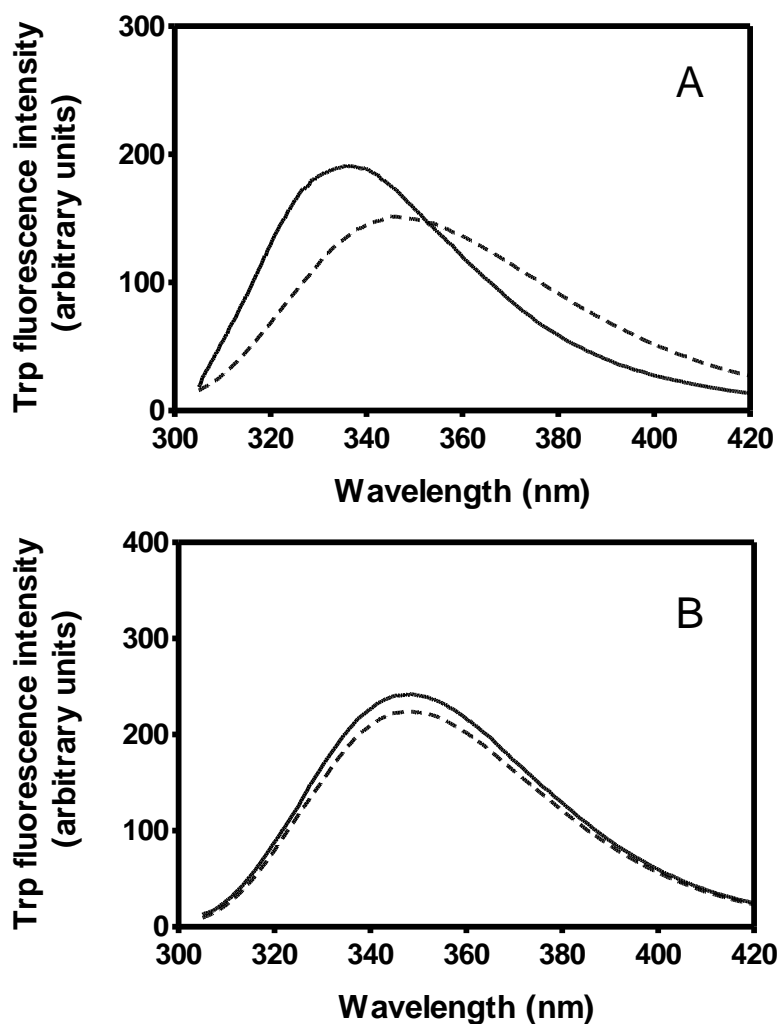 Trp fluorescence intensity
(arbitrary units)
300
200
100
0
A
300 320 340 360 380 400 420
Wavelength (nm)
Trp fluorescence intensity
(arbitrary units)
400
300
200
100
0
B
300 320 340 360 380 400 420
Wavelength (nm)